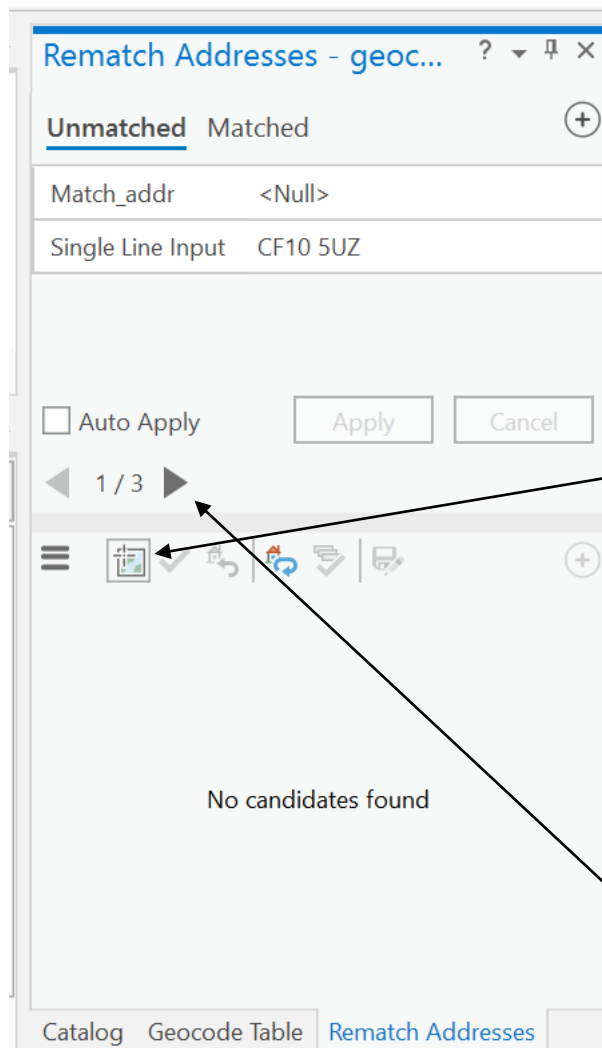 Rematch Addresses - geoc... ?
Unmatched Matched
Match_addr <Null>
Single Line Input CF10 5UZ
Auto Apply Apply Cancel
1 / 3
No candidates found
Catalog Geocode Table Rematch Addresses